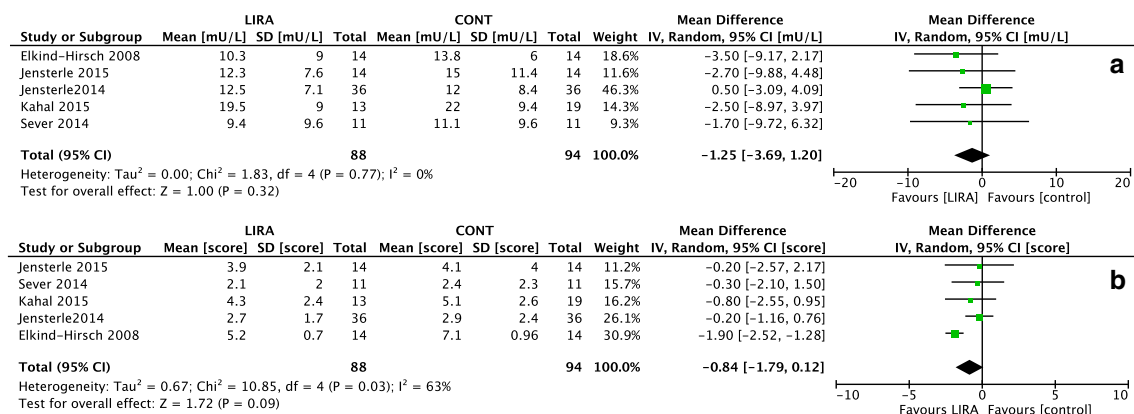 LIRA CONT Mean Difference Mean Difference
Study or Subgroup Mean [mU/L] SD [mU/L] Total Mean [mU/L] SD [mU/L] Total Weight IV, Random, 95% CI [mU/L] IV, Random, 95% CI [mU/L]
Elkind-Hirsch 2008 10.3 9 14 13.8 6 14 18.6% −3.50 [−9.17, 2.17]
a
Jensterle 2015 12.3 7.6 14 15 11.4 14 11.6% −2.70 [−9.88, 4.48]
Jensterle2014 12.5 7.1 36 12 8.4 36 46.3% 0.50 [−3.09, 4.09]
Kahal 2015 19.5 9 13 22 9.4 19 14.3% −2.50 [−8.97, 3.97]
Sever 2014 9.4 9.6 11 11.1 9.6 11 9.3% −1.70 [−9.72, 6.32]
Total (95% CI) 88 94 100.0% −1.25 [−3.69, 1.20]
Heterogeneity: Tau² = 0.00; Chi² = 1.83, df = 4 (P = 0.77); I² = 0%
Test for overall effect: Z = 1.00 (P = 0.32)
−20 −10 0 10 20
Favours [LIRA] Favours [control]
LIRA CONT Mean Difference Mean Difference
Study or Subgroup Mean [score] SD [score] Total Mean [score] SD [score] Total Weight IV, Random, 95% CI [score] IV, Random, 95% CI [score]
Jensterle 2015 3.9 2.1 14 4.1 4 14 11.2% −0.20 [−2.57, 2.17]
b
Sever 2014 2.1 2 11 2.4 2.3 11 15.7% −0.30 [−2.10, 1.50]
Kahal 2015 4.3 2.4 13 5.1 2.6 19 16.2% −0.80 [−2.55, 0.95]
Jensterle2014 2.7 1.7 36 2.9 2.4 36 26.1% −0.20 [−1.16, 0.76]
Elkind-Hirsch 2008 5.2 0.7 14 7.1 0.96 14 30.9% −1.90 [−2.52, −1.28]
Total (95% CI) 88 94 100.0% −0.84 [−1.79, 0.12]
Heterogeneity: Tau² = 0.67; Chi² = 10.85, df = 4 (P = 0.03); I² = 63%
Test for overall effect: Z = 1.72 (P = 0.09)
−10 −5 0 5 10
Favours LIRA Favours [control]